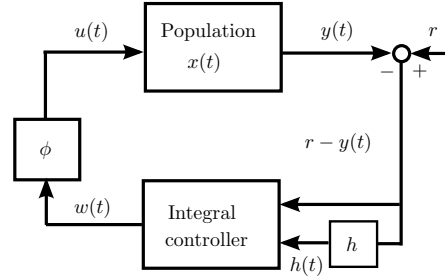 u(t)
Population
x(t)
y(t)
r
−
+
ϕ
r − y(t)
w(t)
Integral
controller
h
h(t)